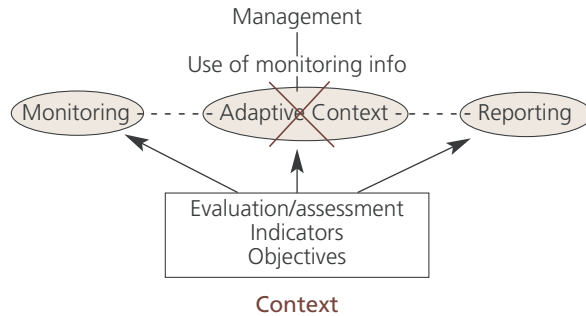 Management
Use of monitoring info
Monitoring
Adaptive Context
Reporting
Evaluation/assessment
Indicators
Objectives
Context